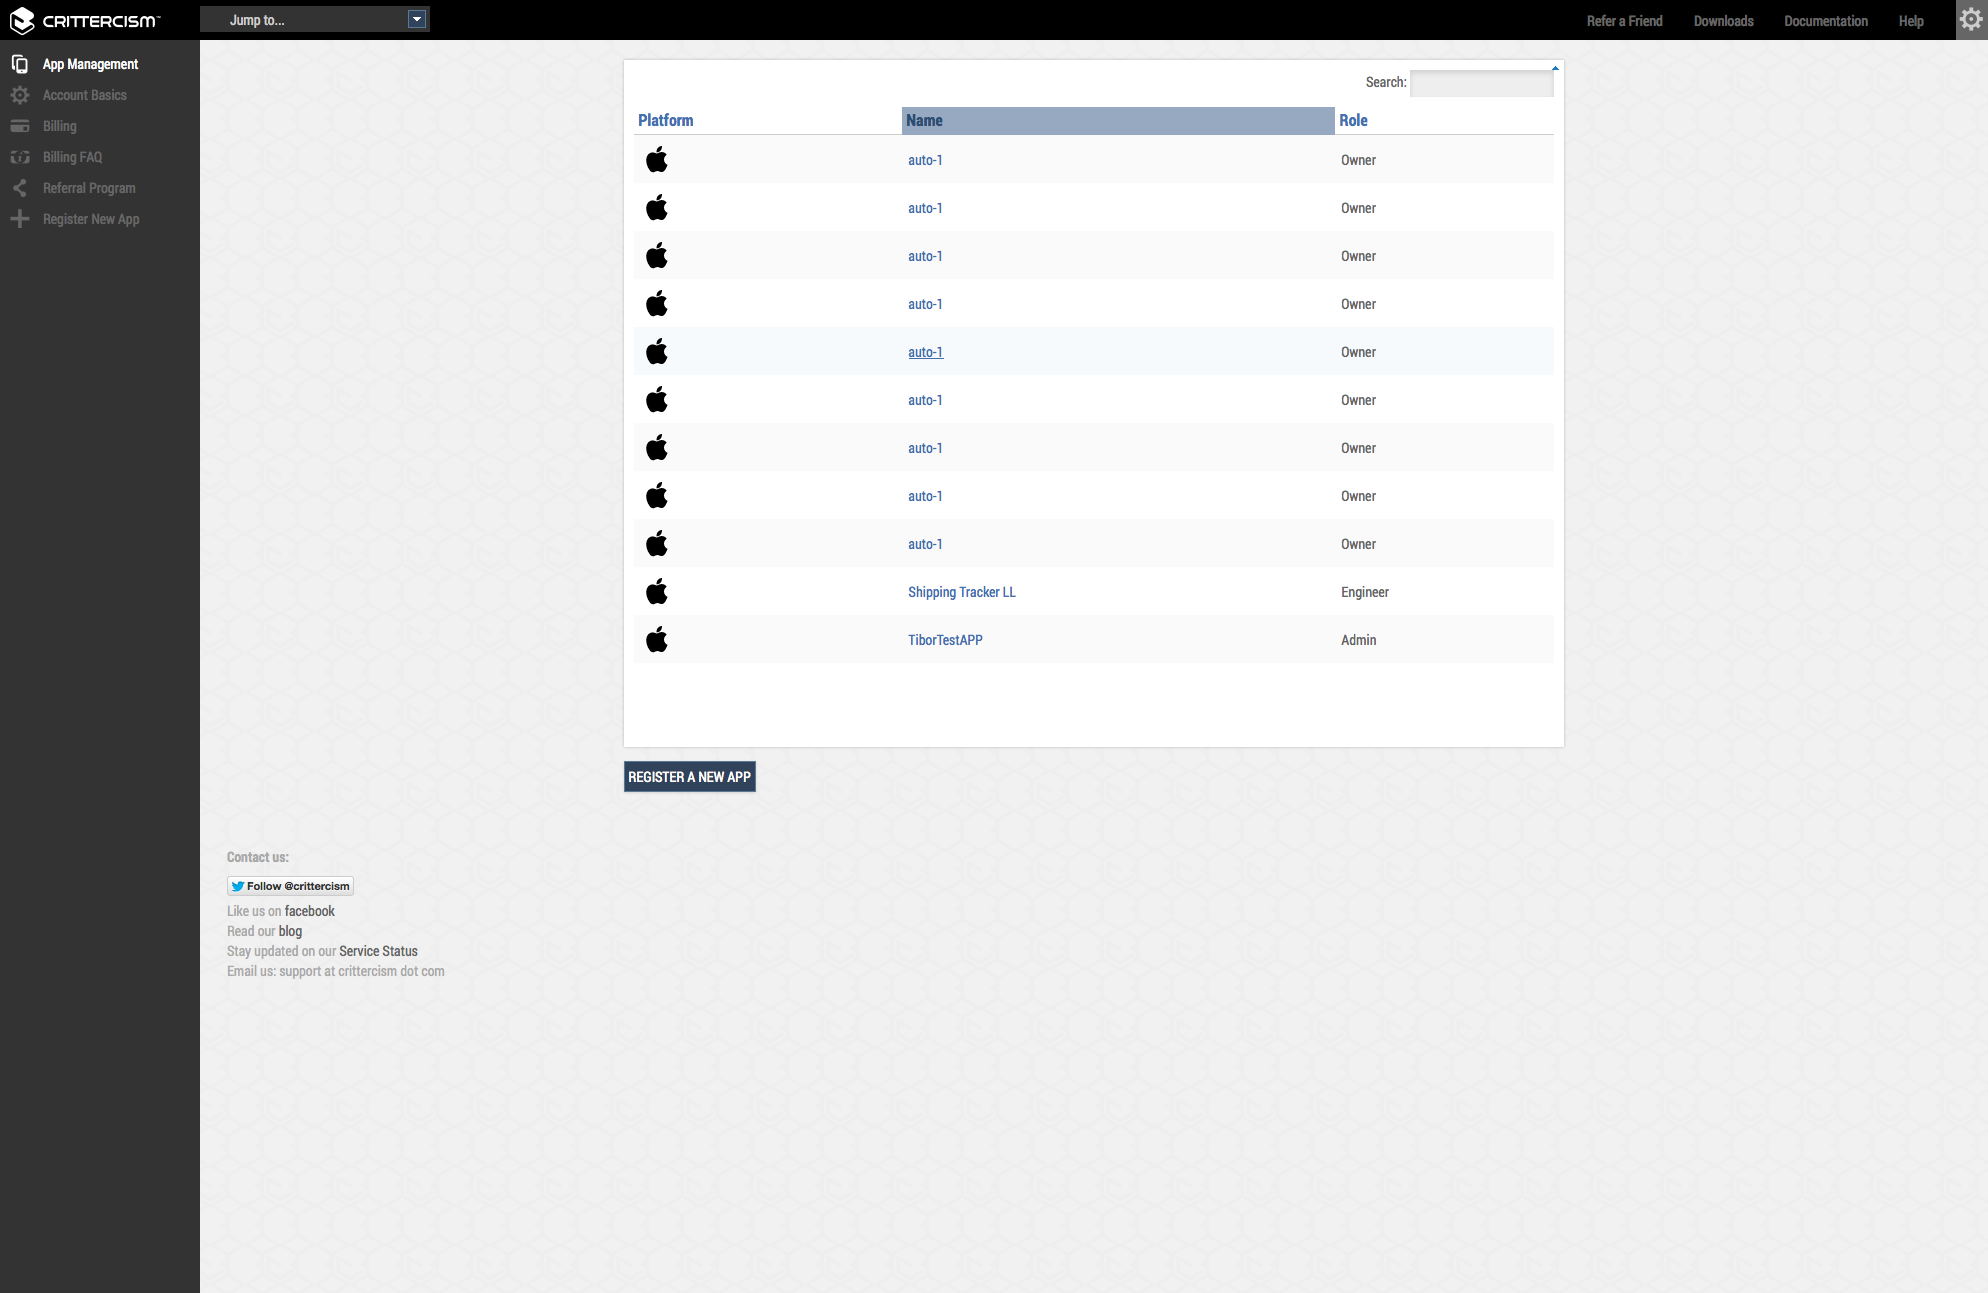 CRITTERCISM™
Jump to...
Refer a Friend
Downloads
Documentation
Help
App Management
Account Basics
Billing
Billing FAQ
Referral Program
Register New App
Search:
Platform Name Role
auto-1 Owner
auto-1 Owner
auto-1 Owner
auto-1 Owner
auto-1 Owner
auto-1 Owner
auto-1 Owner
auto-1 Owner
auto-1 Owner
Shipping Tracker LL Engineer
TiborTestAPP Admin
REGISTER A NEW APP
Contact us:
Follow @crittercism
Like us on facebook
Read our blog
Stay updated on our Service Status
Email us: support at crittercism dot com